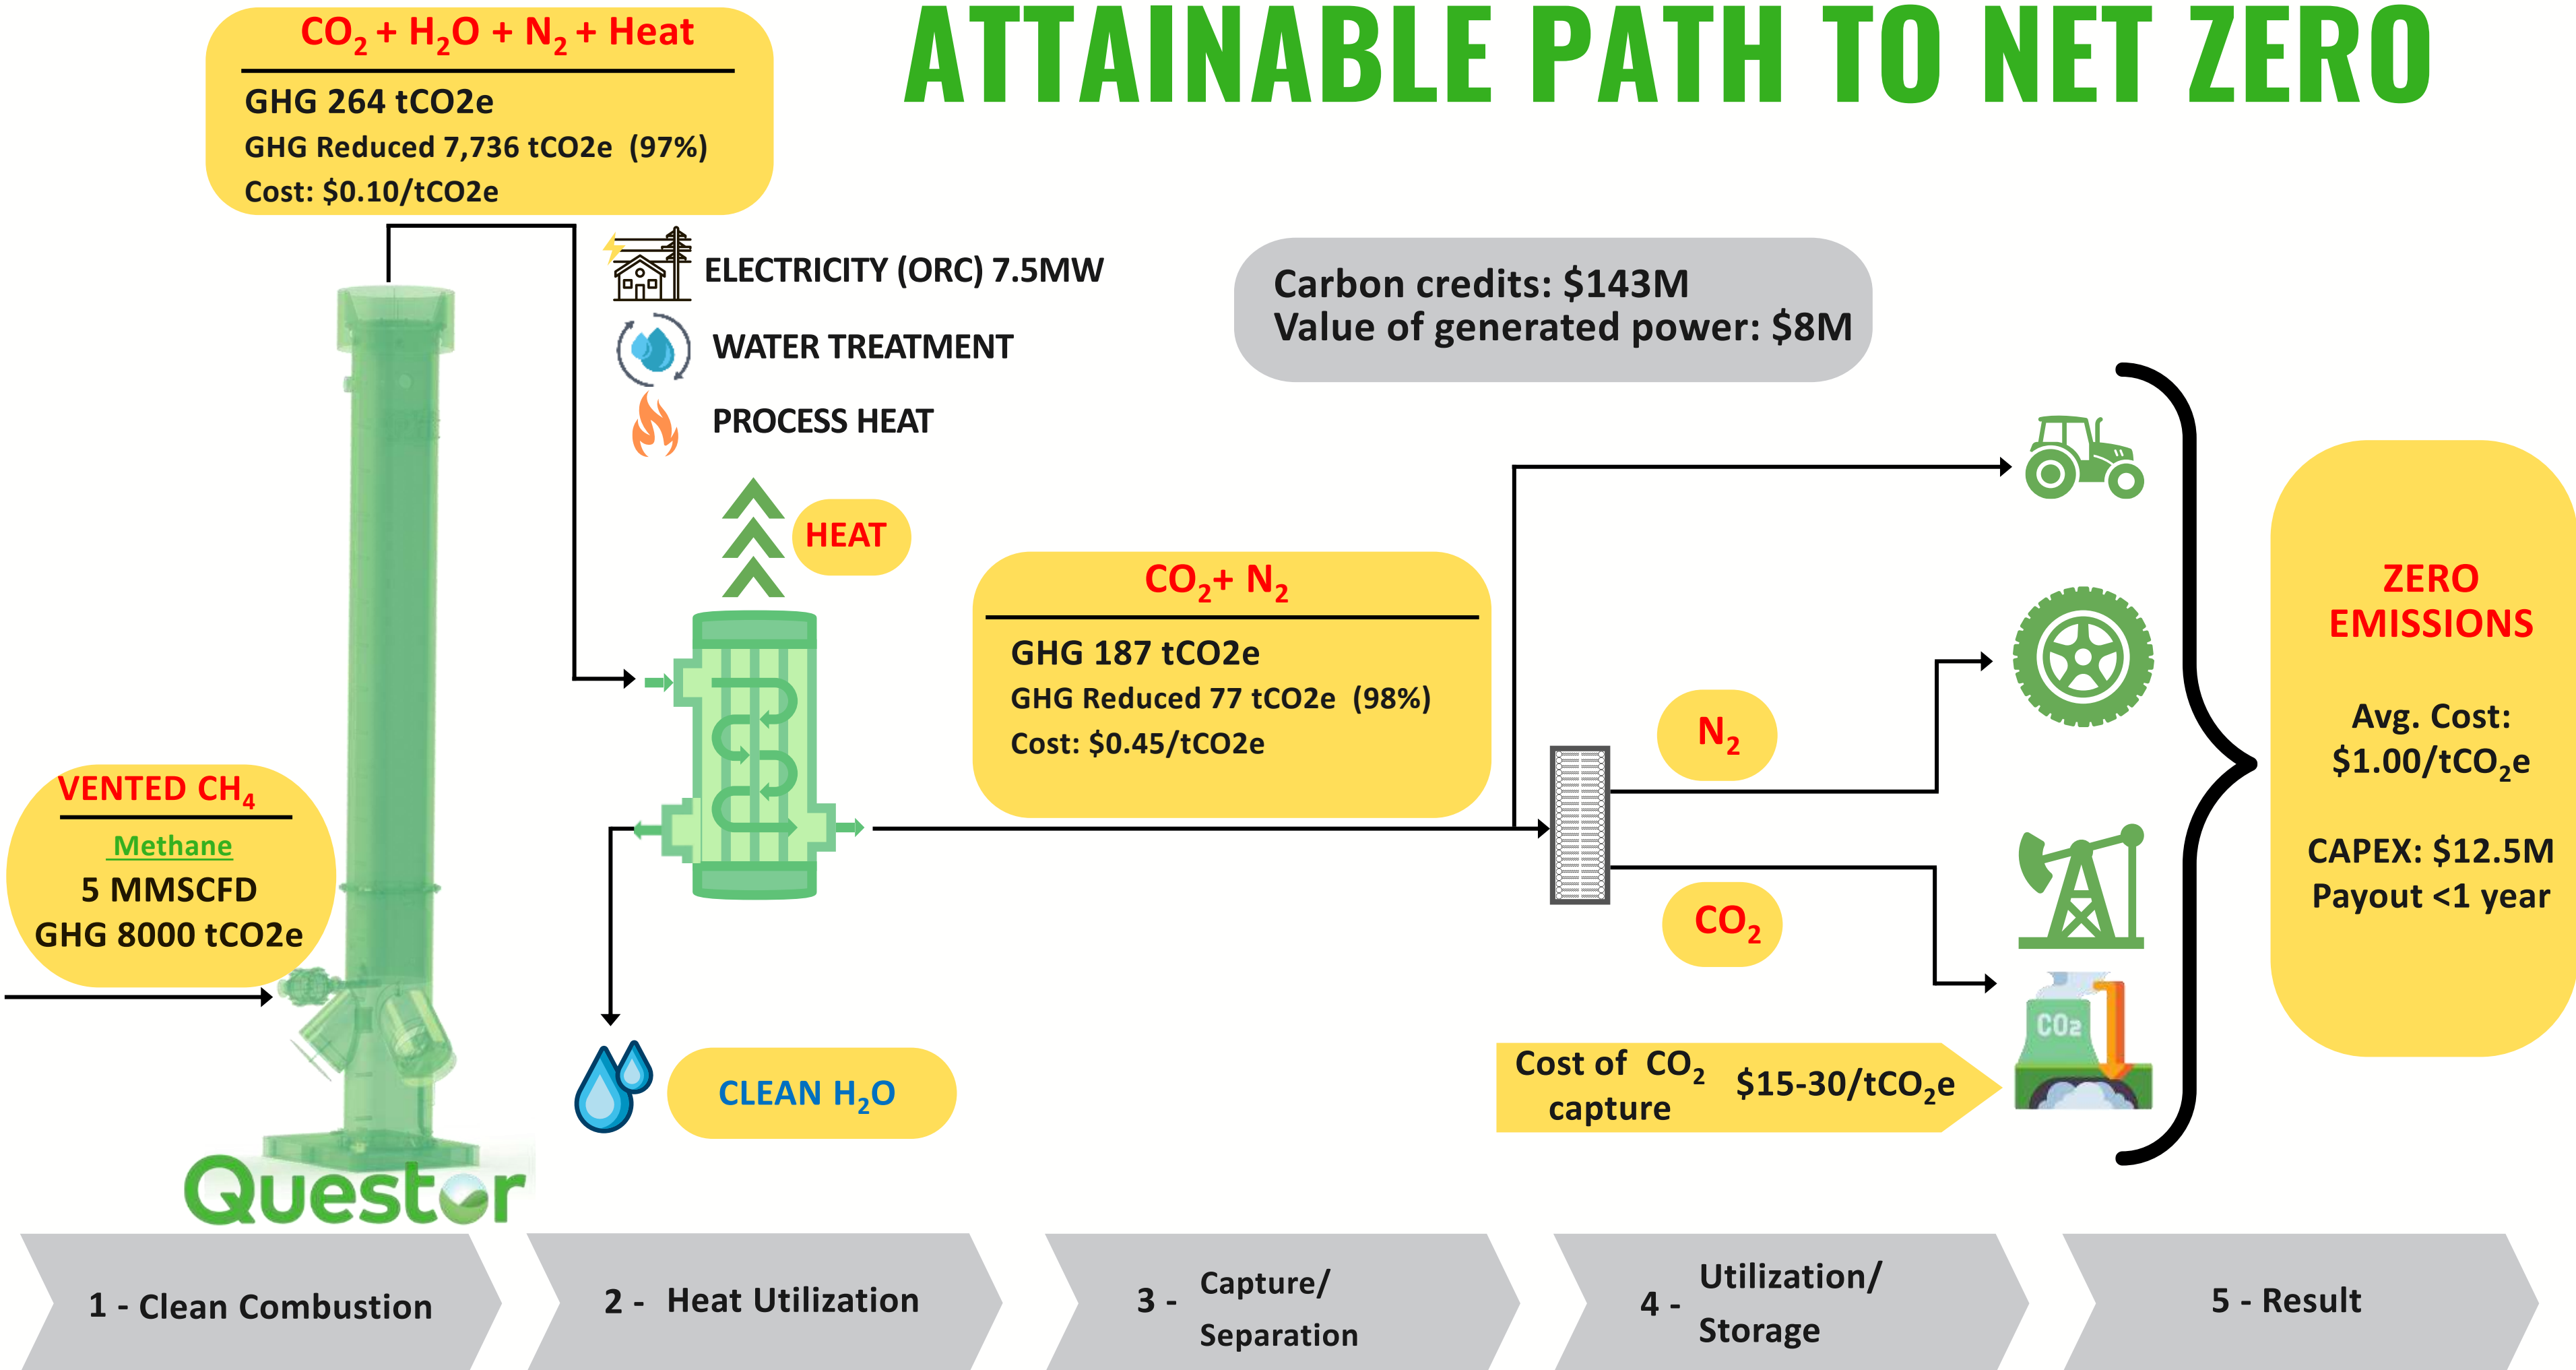 ATTAINABLE PATH TO NET ZERO
CO₂ + H₂O + N₂ + Heat
GHG 264 tCO2e
GHG Reduced 7,736 tCO2e (97%)
Cost: $0.10/tCO2e
ELECTRICITY (ORC) 7.5MW
WATER TREATMENT
PROCESS HEAT
Carbon credits: $143M
Value of generated power: $8M
HEAT
CO₂+ N₂
GHG 187 tCO2e
GHG Reduced 77 tCO2e (98%)
Cost: $0.45/tCO2e
VENTED CH₄
Methane
5 MMSCFD
GHG 8000 tCO2e
N₂
CO₂
CLEAN H₂O
CO₂
Cost of CO₂
capture
$15-30/tCO₂e
ZERO
EMISSIONS
Avg. Cost:
$1.00/tCO₂e
CAPEX: $12.5M
Payout <1 year
Questor
1 - Clean Combustion
2 - Heat Utilization
3 - Capture/
Separation
4 - Utilization/
Storage
5 - Result